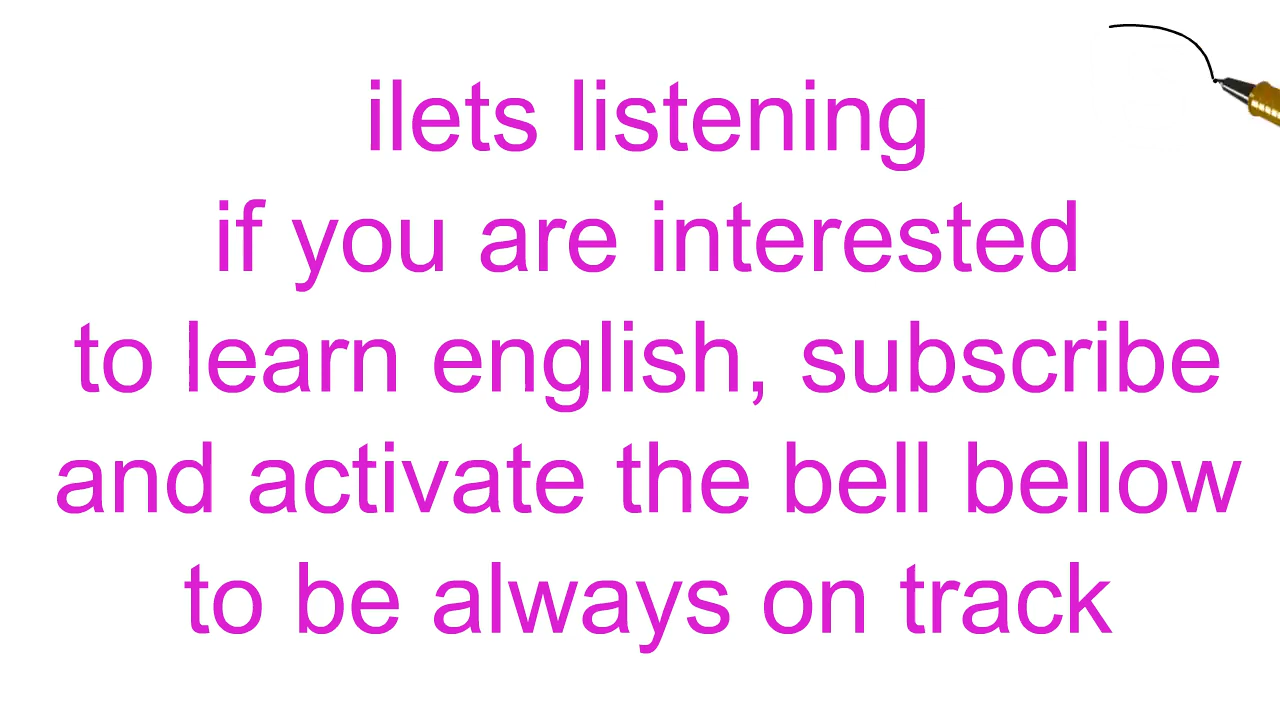 ilets listening
if you are interested
to learn english, subscribe
and activate the bell bellow
to be always on track